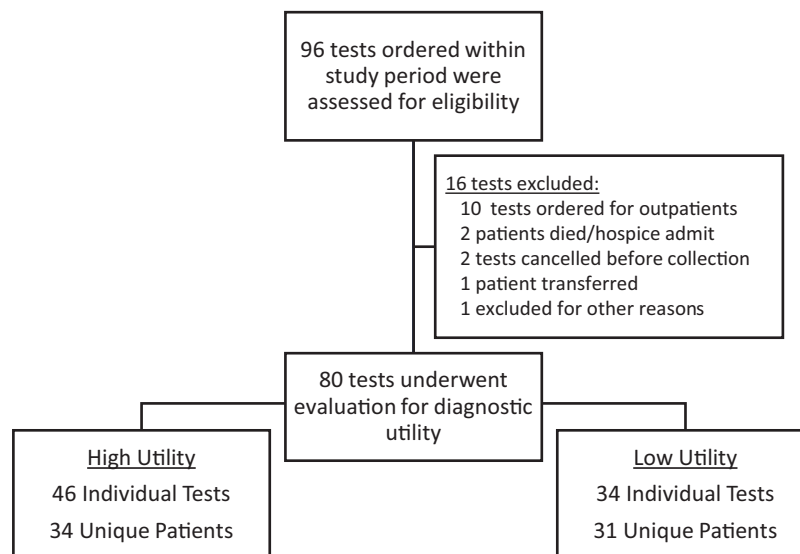 96 tests ordered within
study period were
assessed for eligibility
16 tests excluded:
10 tests ordered for outpatients
2 patients died/hospice admit
2 tests cancelled before collection
1 patient transferred
1 excluded for other reasons
80 tests underwent
evaluation for diagnostic
utility
High Utility
46 Individual Tests
34 Unique Patients
Low Utility
34 Individual Tests
31 Unique Patients